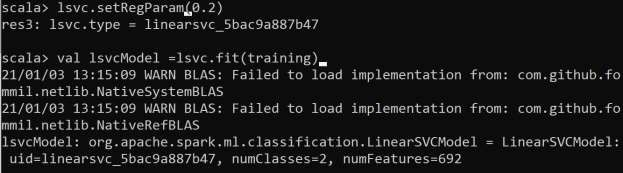 scala> lsvc.setRegParam(0.2)
res3: lsvc.type = linearsvc_5bac9a887b47
scala> val lsvcModel =lsvc.fit(training)
21/01/03 13:15:09 WARN BLAS: Failed to load implementation from: com.github.fo
mmil.netlib.NativeSystemBLAS
21/01/03 13:15:09 WARN BLAS: Failed to load implementation from: com.github.fo
mmil.netlib.NativeRefBLAS
lsvcModel: org.apache.spark.ml.classification.LinearSVCModel = LinearSVCModel:
 uid=linearsvc_5bac9a887b47, numClasses=2, numFeatures=692